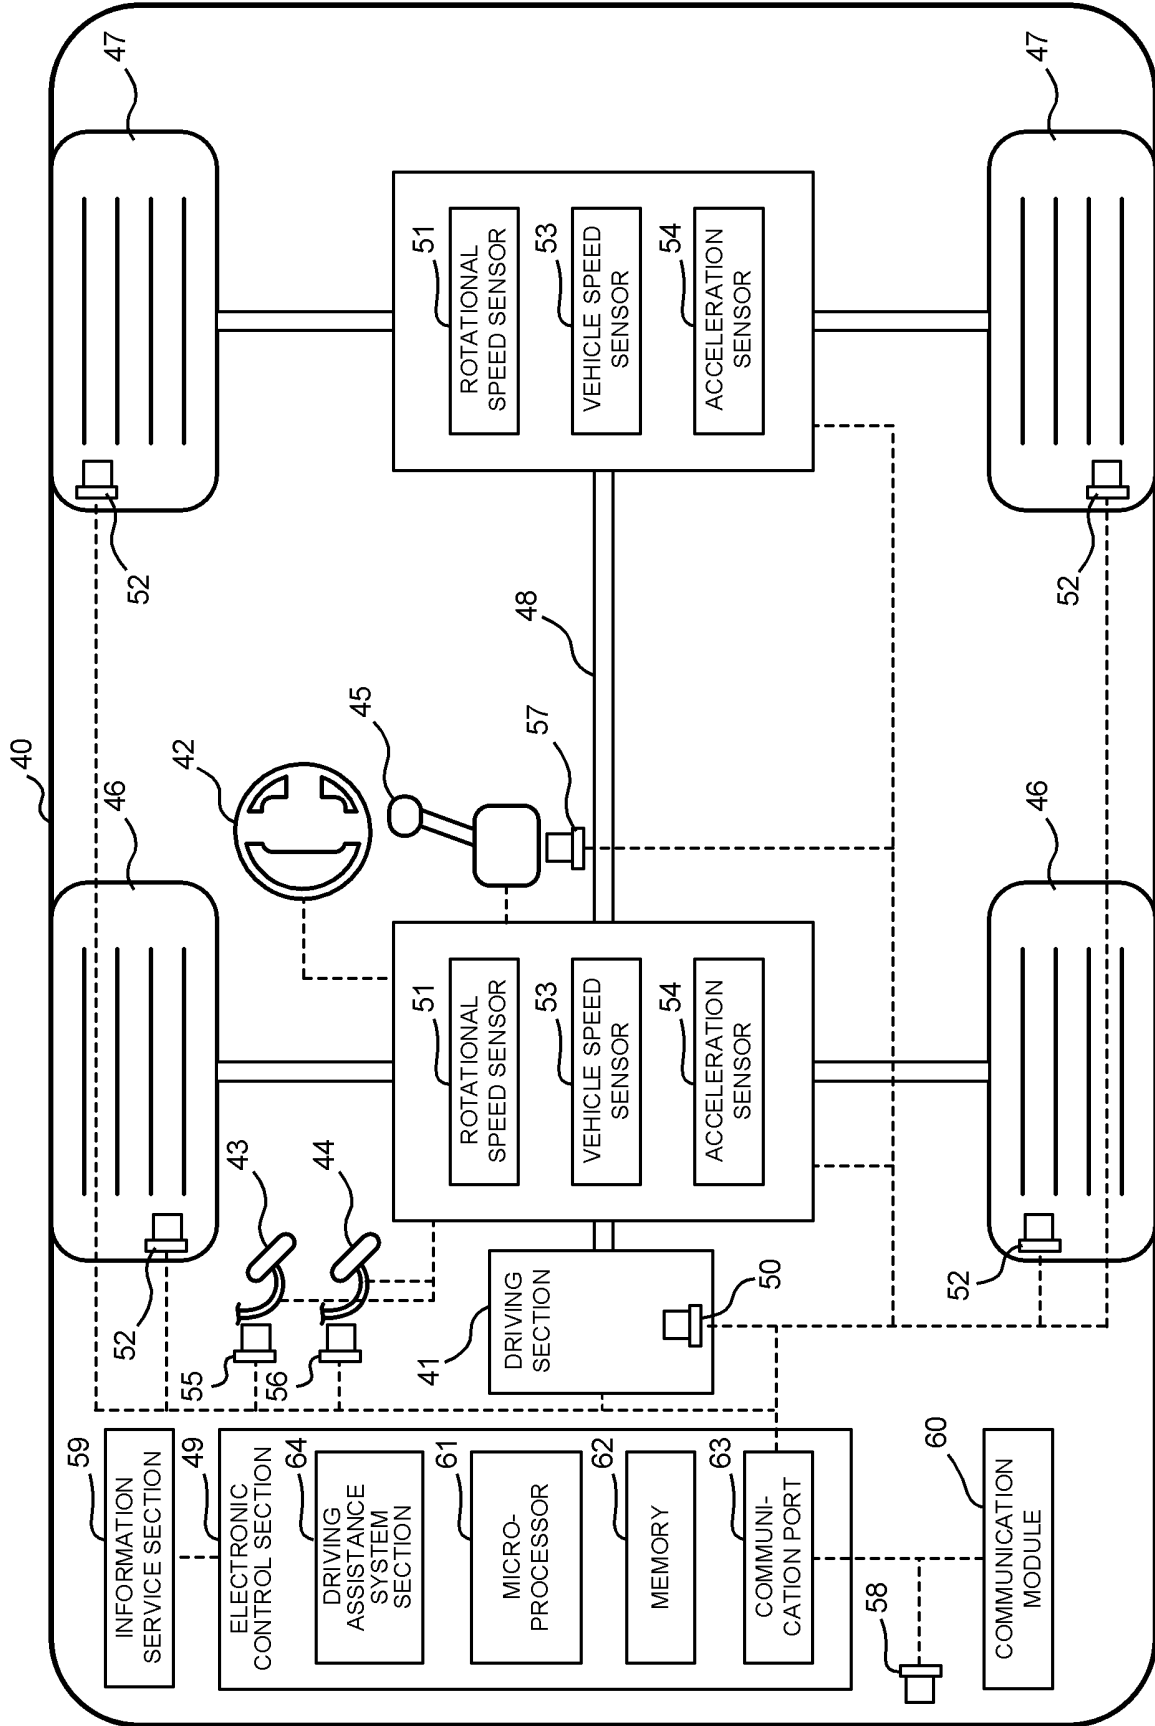 40
47
46
52
52
42
45
57
48
51
ROTATIONAL
SPEED SENSOR
53
VEHICLE SPEED
SENSOR
54
ACCELERATION
SENSOR
51
ROTATIONAL
SPEED SENSOR
53
VEHICLE SPEED
SENSOR
54
ACCELERATION
SENSOR
43
44
55
56
41
DRIVING
SECTION
50
59
INFORMATION
SERVICE SECTION
49
ELECTRONIC
CONTROL SECTION
64
DRIVING
ASSISTANCE
SYSTEM
SECTION
61
MICRO-
PROCESSOR
62
MEMORY
63
COMMUNI-
CATION PORT
58
60
COMMUNICATION
MODULE
52
46
52
47